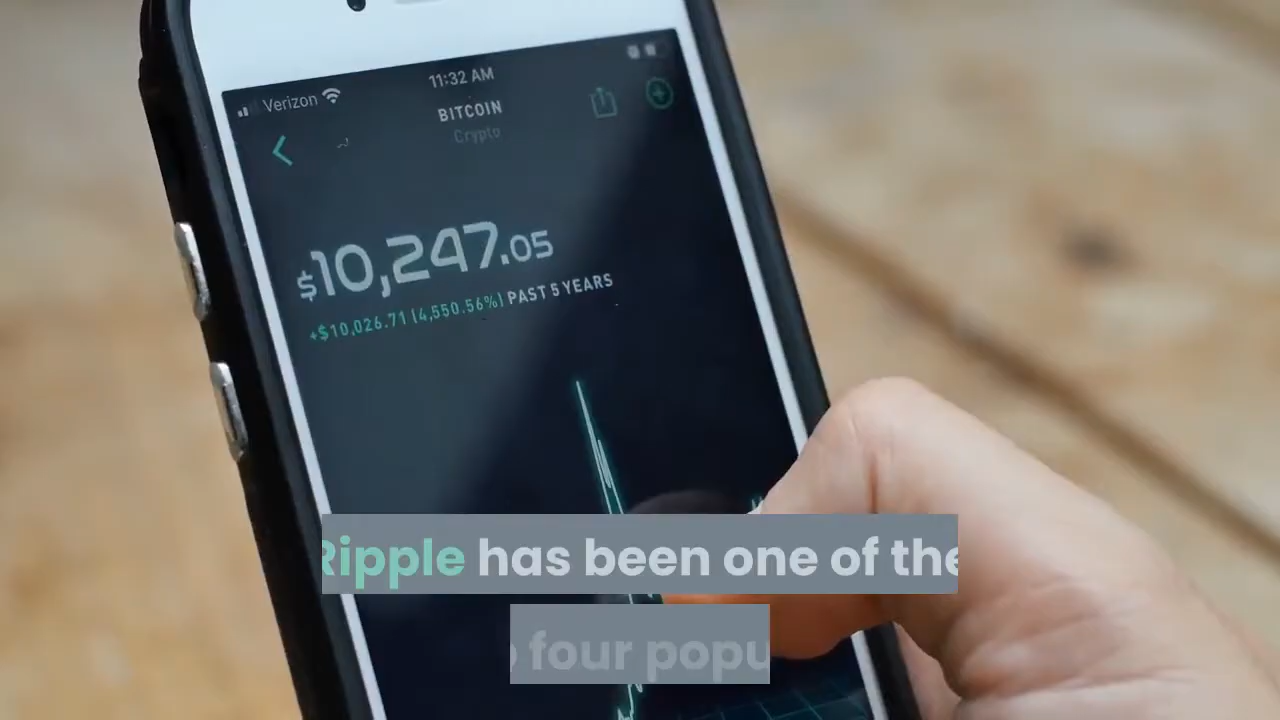 11:32 AM
Verizon
BITCOIN
Crypto
$10,247.05
+$10,026.71 (4,550.56%) PAST 5 YEARS
Ripple has been one of the
four popu